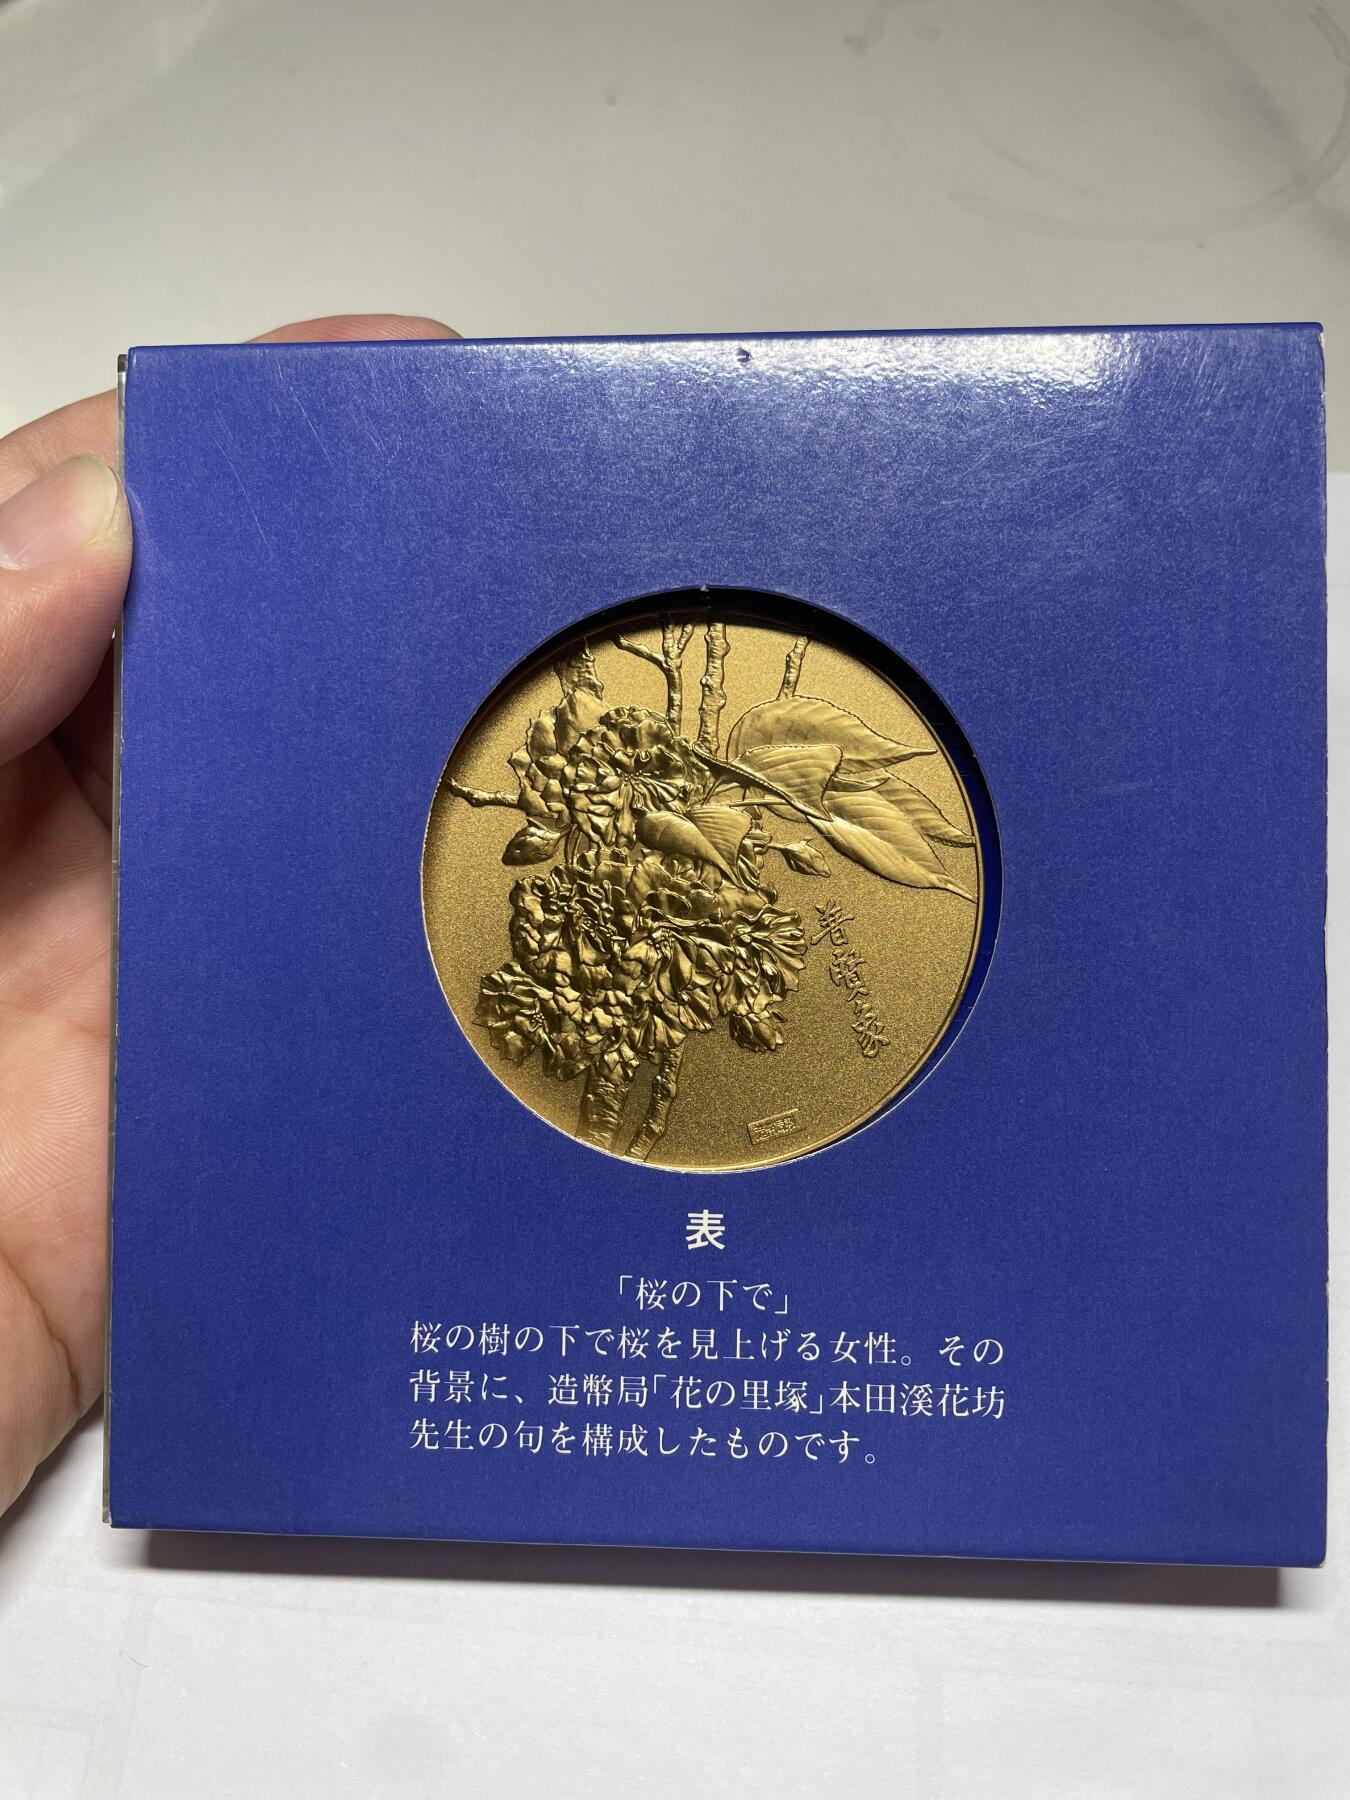 表
「桜の下で」
桜の樹の下で桜を見上げる女性。その
背景に、造幣局「花の里塚」本田溪花坊
先生の句を構成したものです。